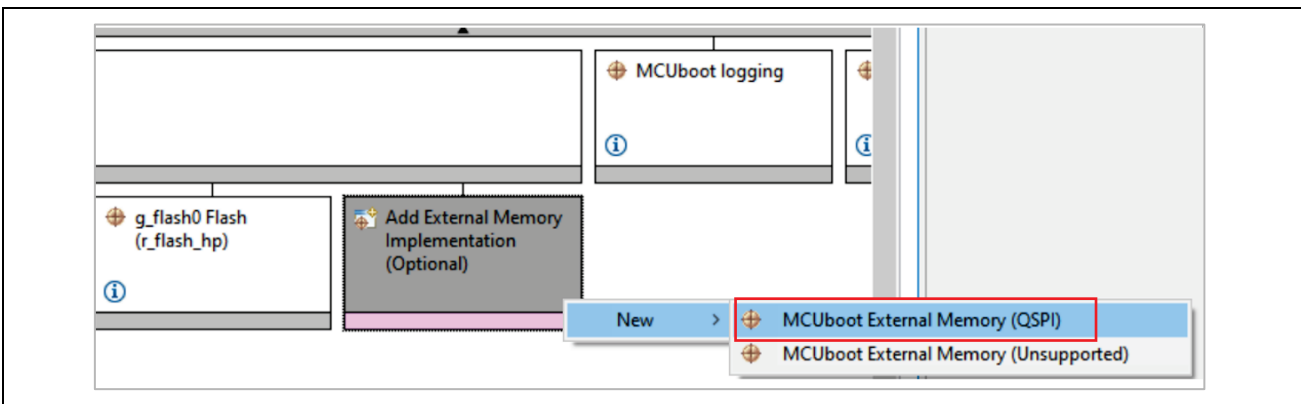 MCUboot logging
g_flash0 Flash
(r_flash_hp)
Add External Memory
Implementation
(Optional)
New
MCUboot External Memory (QSPI)
MCUboot External Memory (Unsupported)